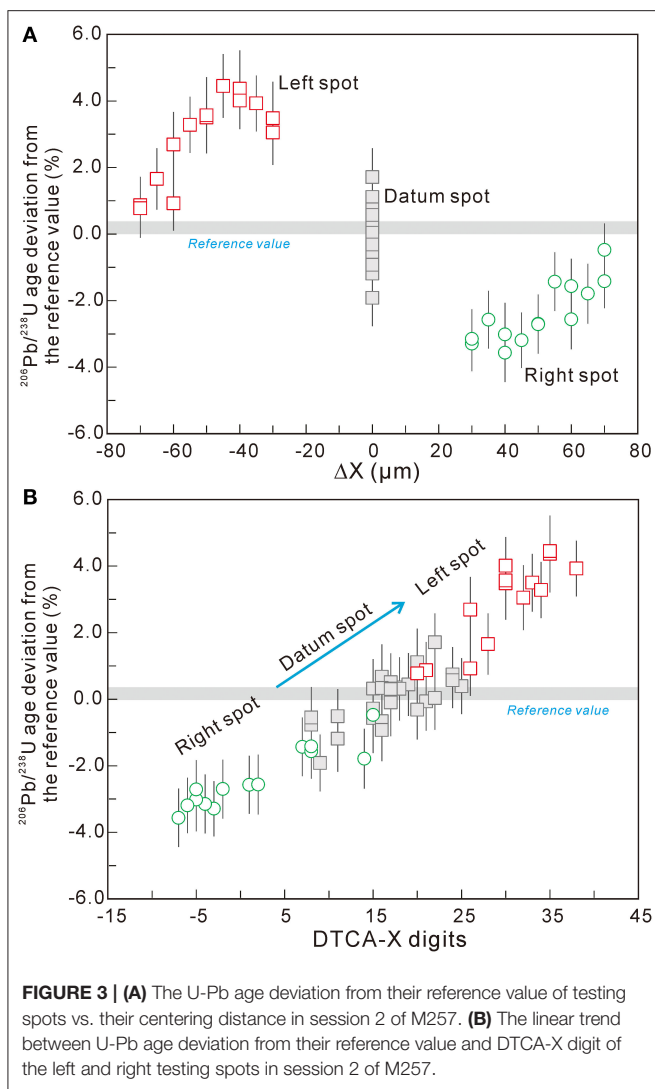 A
6.0
4.0
2.0
0.0
-2.0
-4.0
-6.0
²⁰⁶Pb/²³⁸U age deviation from
the reference value (%)
Left spot
Datum spot
Reference value
Right spot
-80 -60 -40 -20 0 20 40 60 80
ΔX (μm)
B
6.0
4.0
2.0
0.0
-2.0
-4.0
-6.0
²⁰⁶Pb/²³⁸U age deviation from
the reference value (%)
Left spot
Datum spot
Right spot
Reference value
-15 -5 5 15 25 35 45
DTCA-X digits
FIGURE 3 | (A) The U-Pb age deviation from their reference value of testing
spots vs. their centering distance in session 2 of M257. (B) The linear trend
between U-Pb age deviation from their reference value and DTCA-X digit of
the left and right testing spots in session 2 of M257.